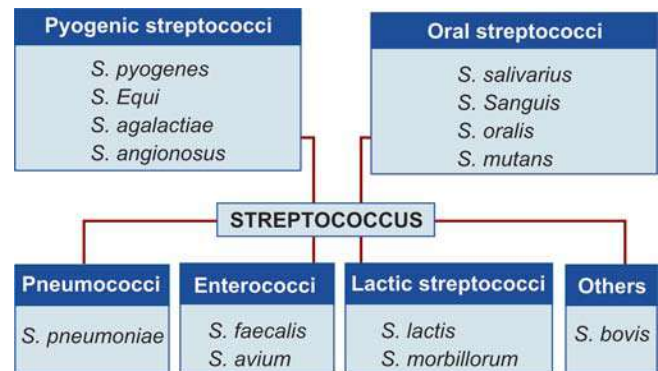 Pyogenic streptococci
S. pyogenes
S. Equi
S. agalactiae
S. angionosus
Oral streptococci
S. salivarius
S. Sanguis
S. oralis
S. mutans
STREPTOCOCCUS
Pneumococci
S. pneumoniae
Enterococci
S. faecalis
S. avium
Lactic streptococci
S. lactis
S. morbillorum
Others
S. bovis